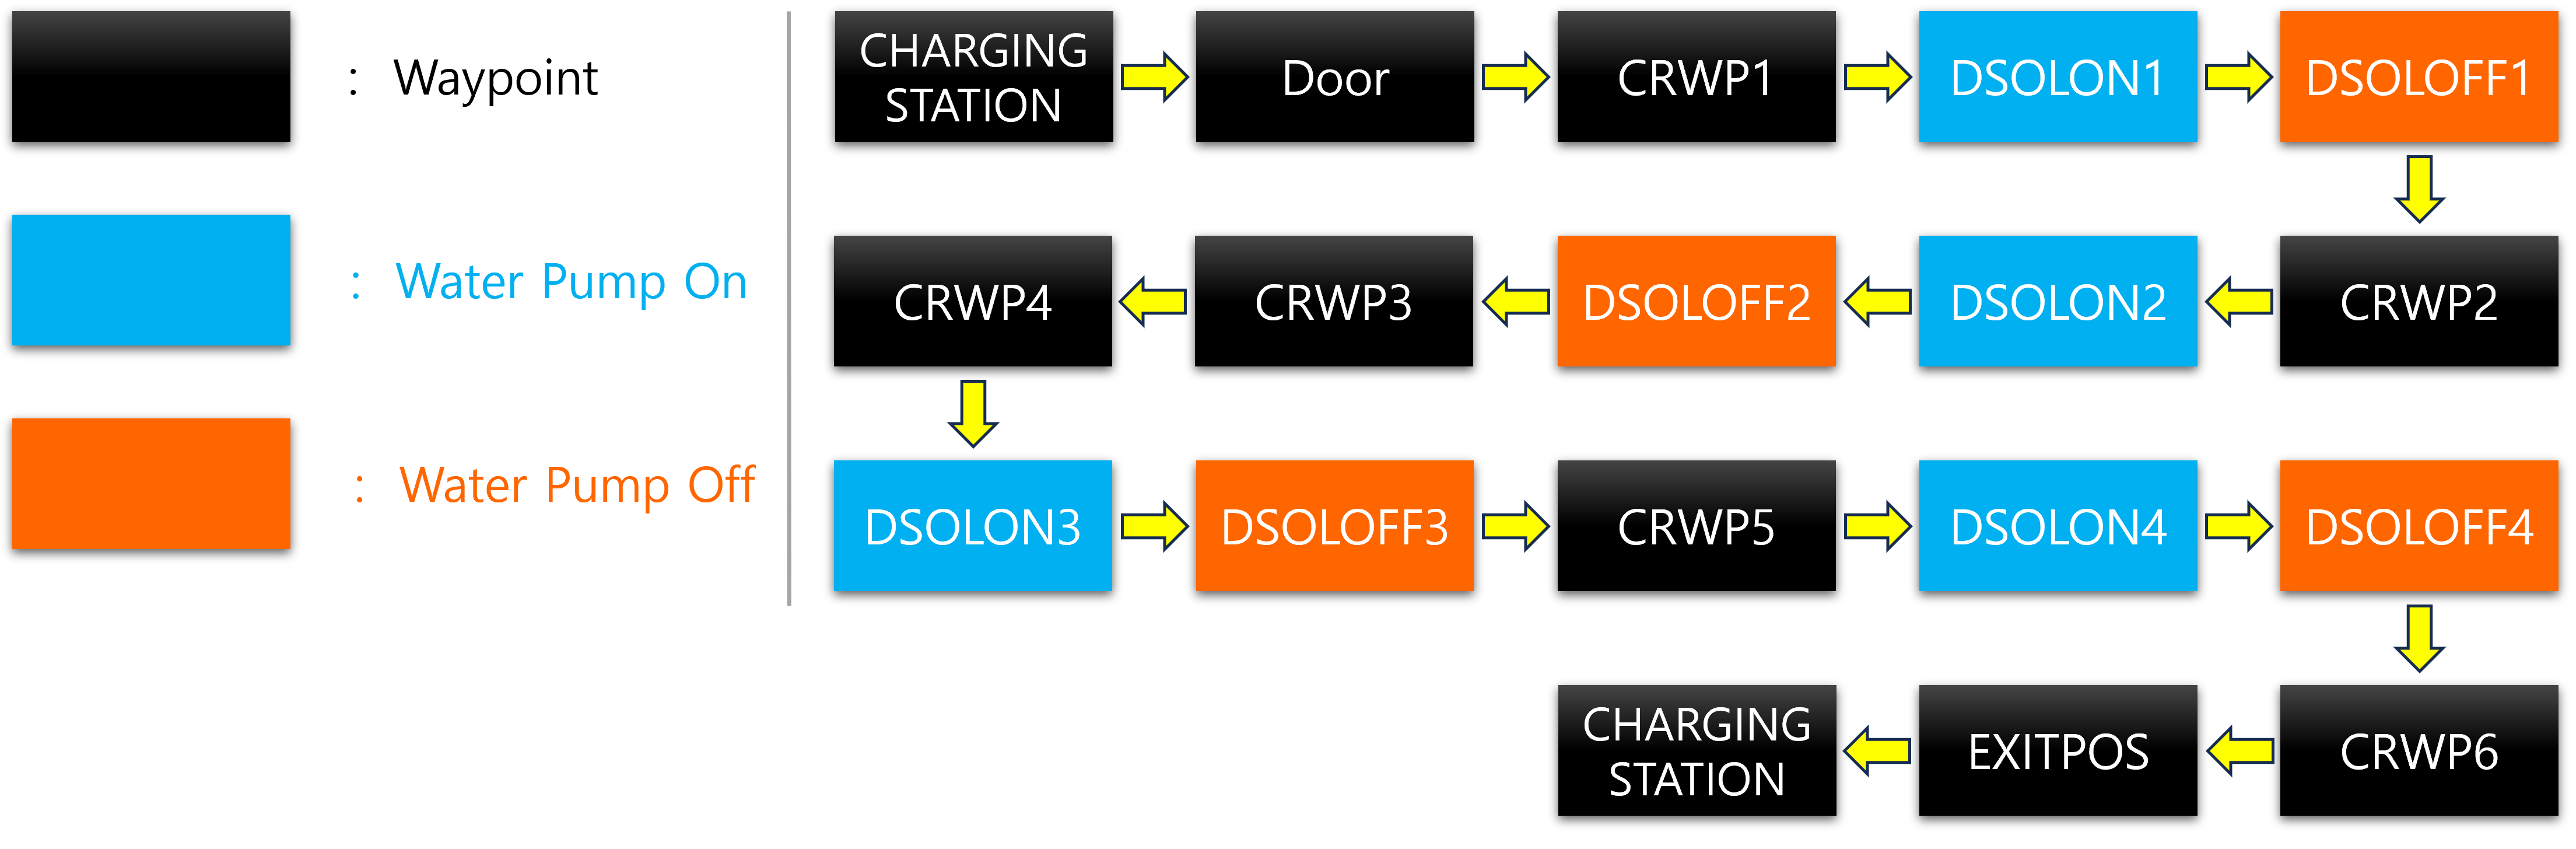 : Waypoint
: Water Pump On
: Water Pump Off
CHARGING
STATION
Door
CRWP1
DSOLON1
DSOLOFF1
CRWP4
CRWP3
DSOLOFF2
DSOLON2
CRWP2
DSOLON3
DSOLOFF3
CRWP5
DSOLON4
DSOLOFF4
CHARGING
STATION
EXITPOS
CRWP6